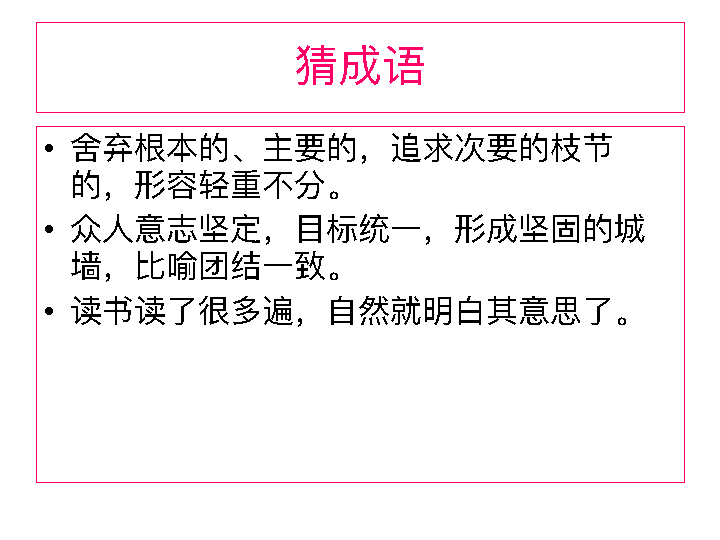 猜成语
• 舍弃根本的、主要的，追求次要的枝节
的，形容轻重不分。
• 众人意志坚定，目标统一，形成坚固的城
墙，比喻团结一致。
• 读书读了很多遍，自然就明白其意思了。